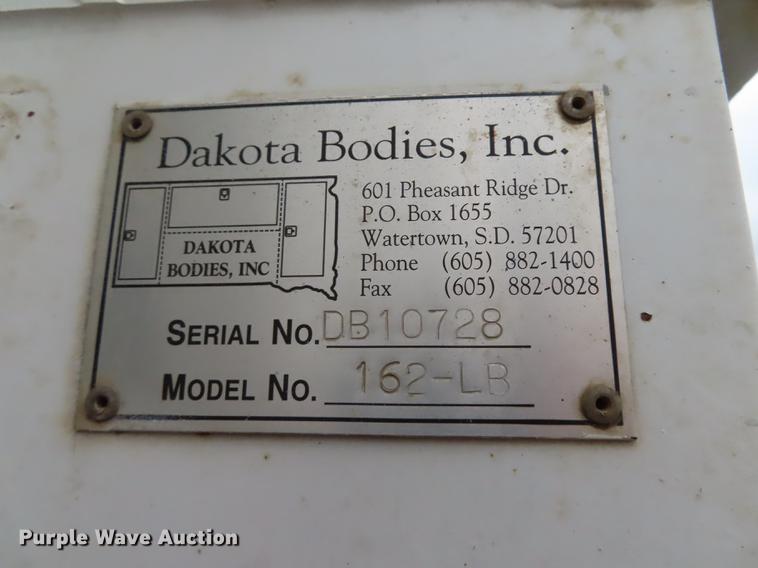 Dakota Bodies, Inc.
DAKOTA
BODIES, INC
601 Pheasant Ridge Dr.
P.O. Box 1655
Watertown, S.D. 57201
Phone (605) 882-1400
Fax (605) 882-0828
SERIAL NO. DB10728
MODEL NO. 162-LB
Purple Wave Auction